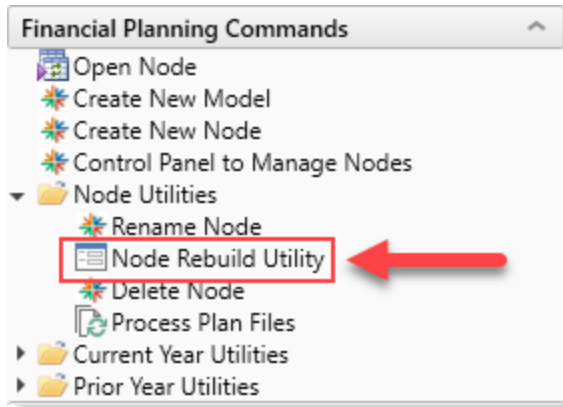 Financial Planning Commands
Open Node
Create New Model
Create New Node
Control Panel to Manage Nodes
Node Utilities
Rename Node
Node Rebuild Utility
Delete Node
Process Plan Files
Current Year Utilities
Prior Year Utilities